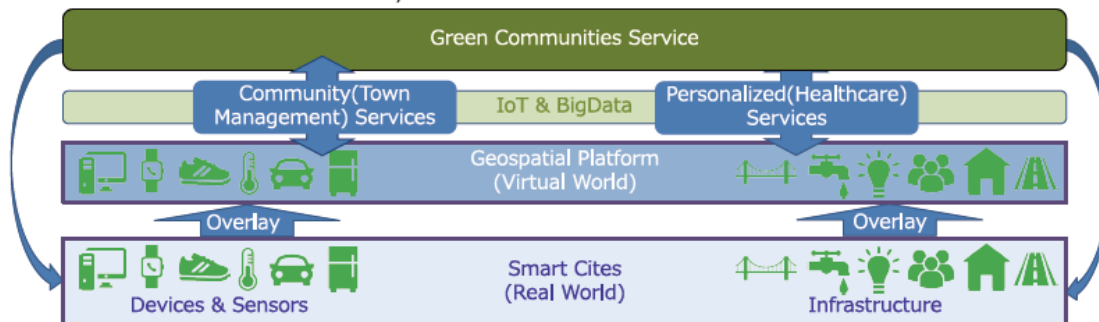 Green Communities Service
Community(Town
Management) Services
IoT & BigData
Personalized(Healthcare)
Services
Geospatial Platform
(Virtual World)
Overlay
Overlay
Smart Cites
(Real World)
Devices & Sensors
Infrastructure